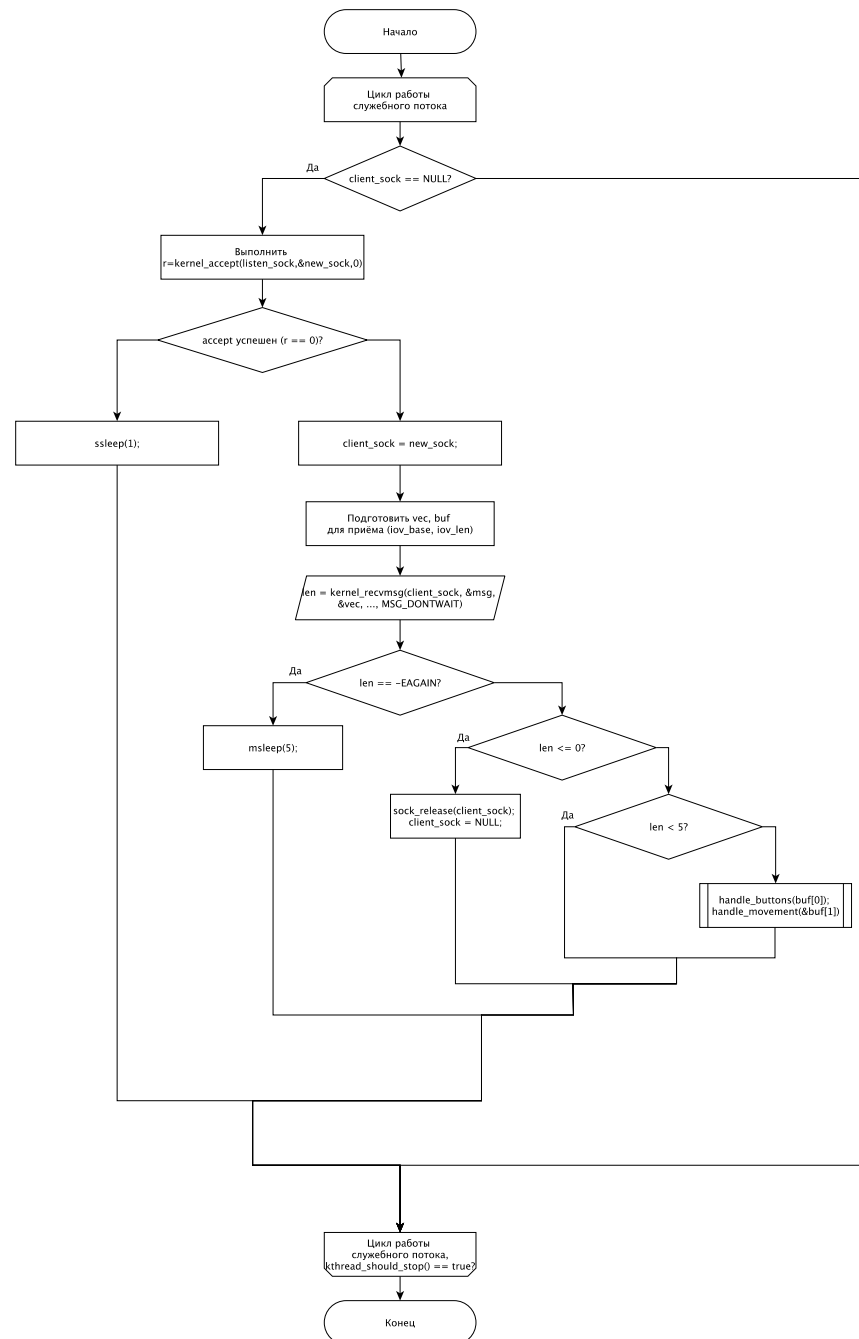 Начало
Цикл работы
служебного потока
Да
client_sock == NULL?
Выполнить
r=kernel_accept(listen_sock,&new_sock,0)
accept успешен (r == 0)?
ssleep(1);
client_sock = new_sock;
Подготовить vec, buf
для приёма (iov_base, iov_len)
len = kernel_recvmsg(client_sock, &msg,
&vec, ..., MSG_DONTWAIT)
Да
len == -EAGAIN?
msleep(5);
Да
len <= 0?
sock_release(client_sock);
client_sock = NULL;
Да
len < 5?
handle_buttons(buf[0]);
handle_movement(&buf[1])
Цикл работы
служебного потока,
kthread_should_stop() == true?
Конец